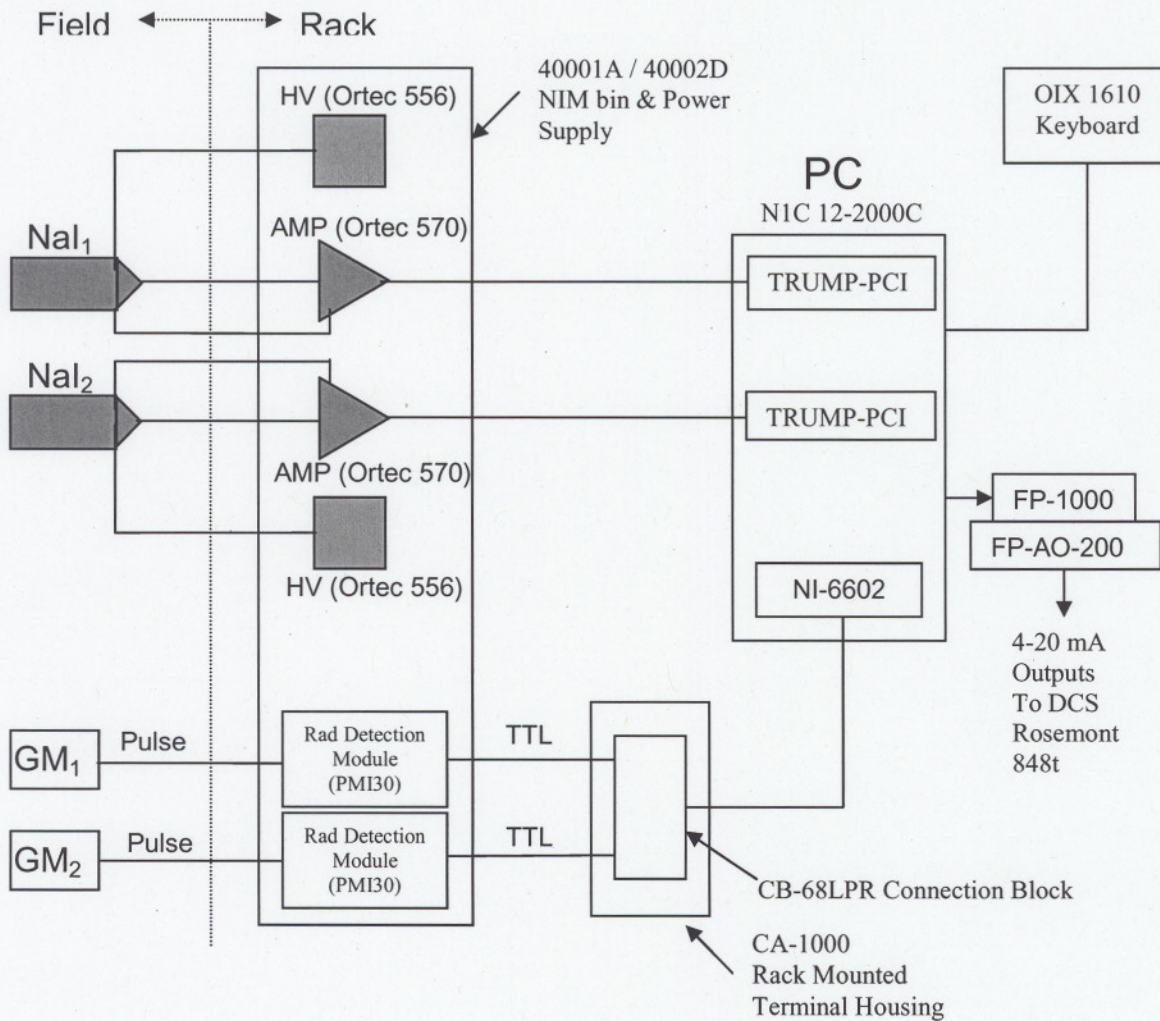 Field
Rack
HV (Ortec 556)
40001A / 40002D
NIM bin & Power
Supply
OIX 1610
Keyboard
PC
N1C 12-2000C
NaI₁
AMP (Ortec 570)
TRUMP-PCI
NaI₂
TRUMP-PCI
AMP (Ortec 570)
HV (Ortec 556)
FP-1000
FP-AO-200
NI-6602
4-20 mA
Outputs
To DCS
Rosemont
848t
GM₁
Pulse
Rad Detection
Module
(PMI30)
TTL
GM₂
Pulse
Rad Detection
Module
(PMI30)
TTL
CB-68LPR Connection Block
CA-1000
Rack Mounted
Terminal Housing